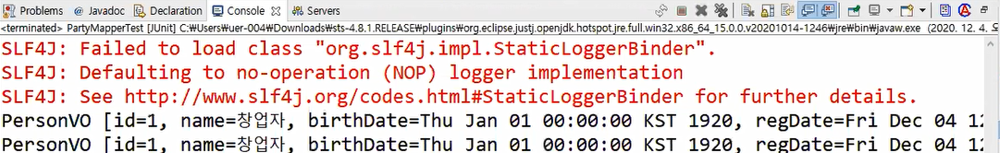 Problems @ Javadoc Declaration Console Servers
<terminated> PartyMapperTest [JUnit] C:\Users\uer-004\Downloads\sts-4.8.1.RELEASE\plugins\org.eclipse.justj.openjdk.hotspot.jre.full.win32.x86_64_15.0.0.v20201014-1246\jre\bin\javaw.exe (2020. 12. 4. 오
SLF4J: Failed to load class "org.slf4j.impl.StaticLoggerBinder".
SLF4J: Defaulting to no-operation (NOP) logger implementation
SLF4J: See http://www.slf4j.org/codes.html#StaticLoggerBinder for further details.
PersonVO [id=1, name=창업자, birthDate=Thu Jan 01 00:00:00 KST 1920, regDate=Fri Dec 04 12
PersonVO [id=1, name=창업자, birthDate=Thu Jan 01 00:00:00 KST 1920, regDate=Fri Dec 04 12